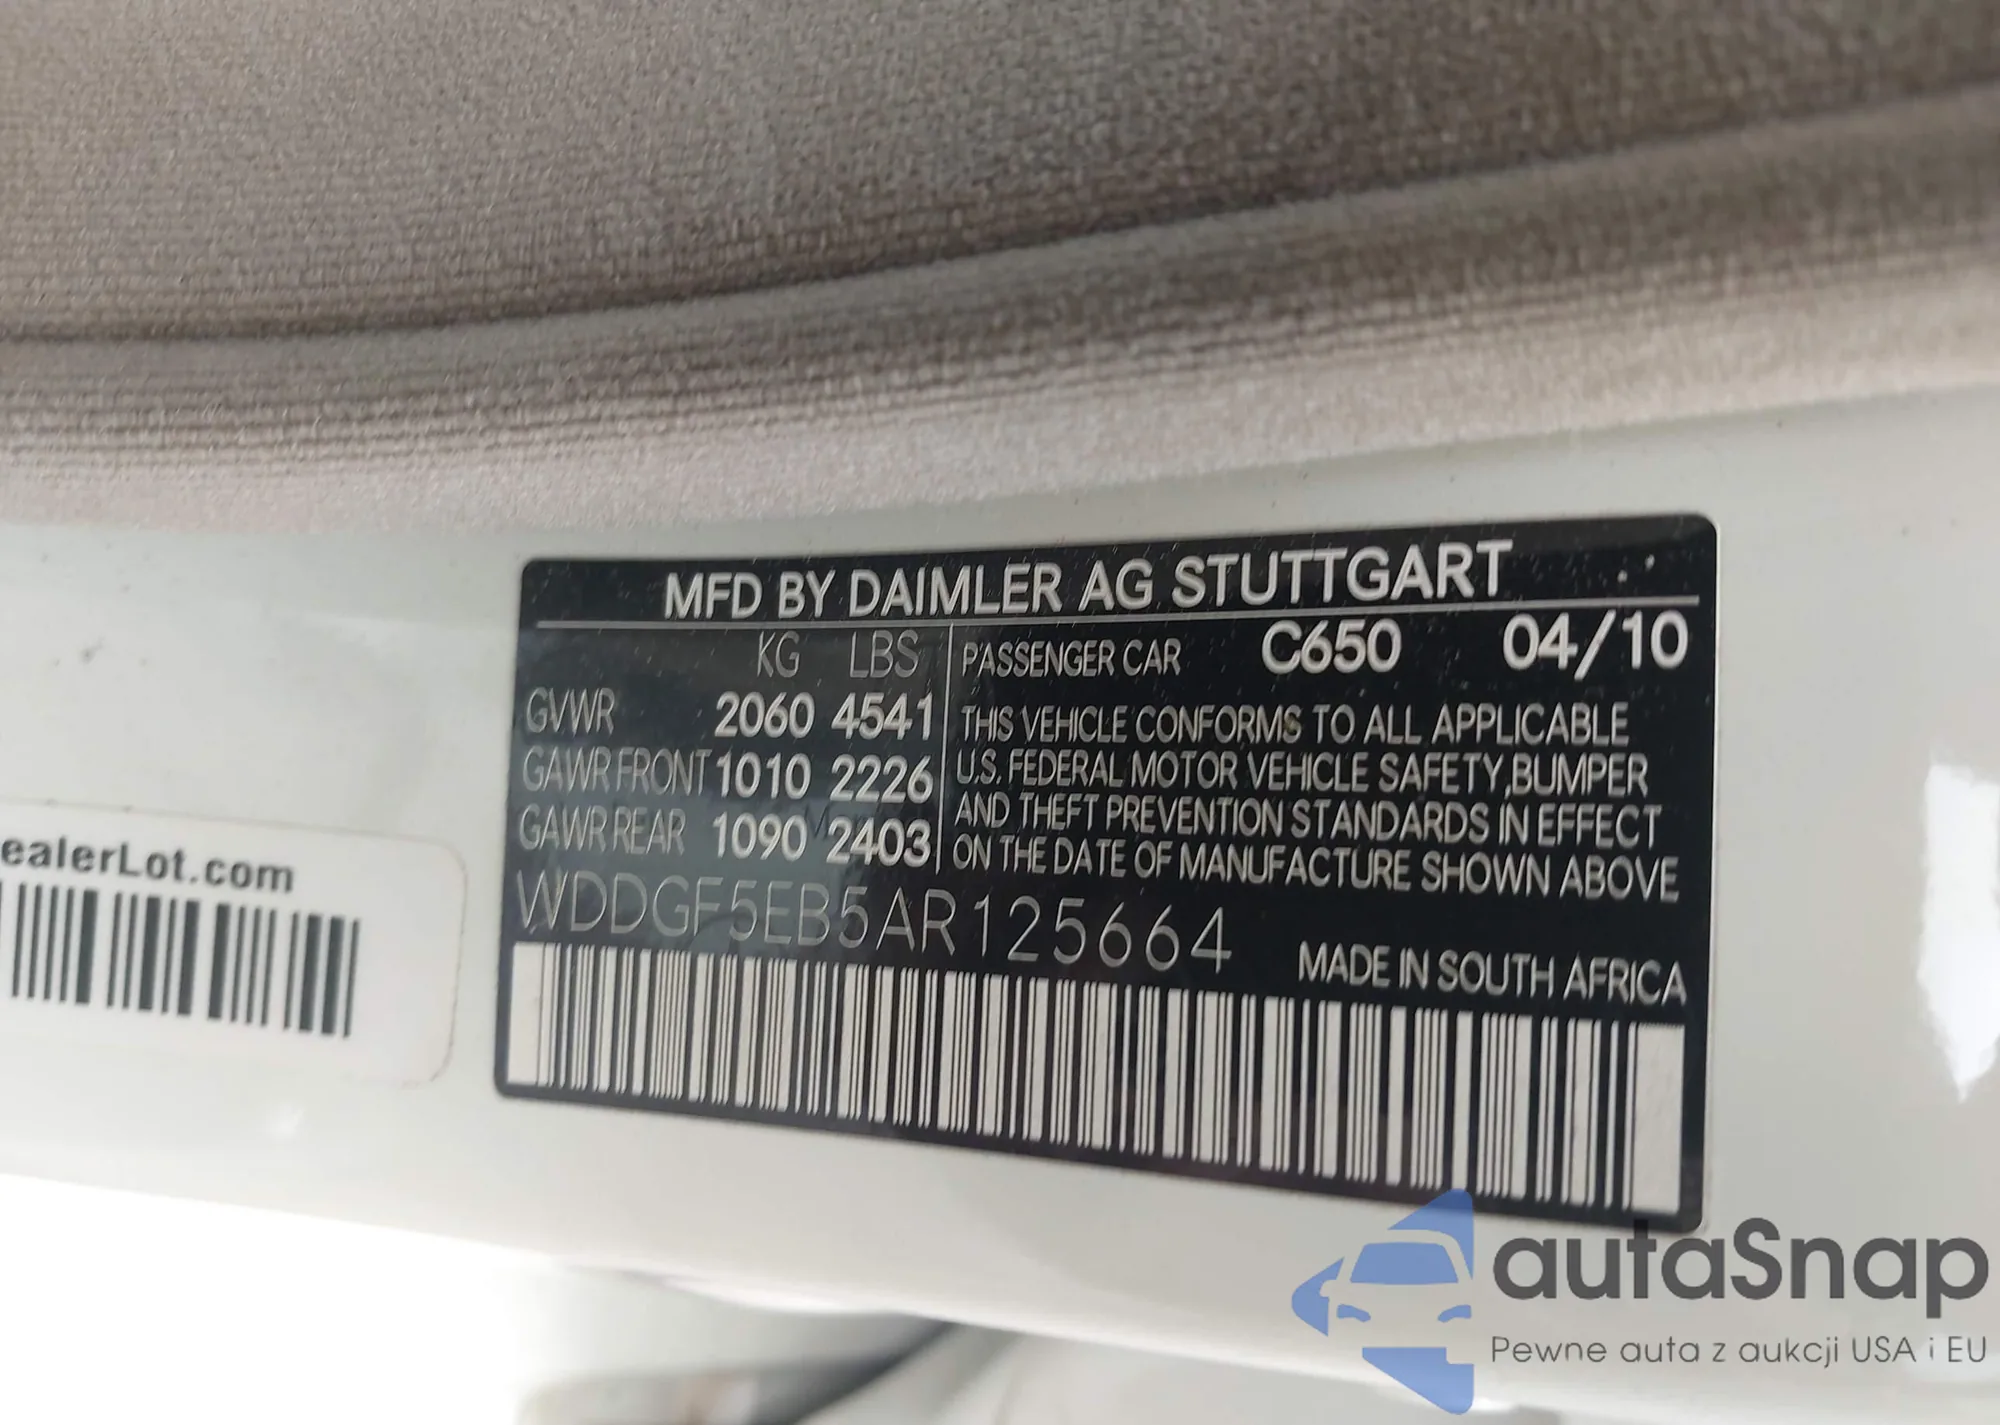 MFD BY DAIMLER AG STUTTGART
KG LBS
GVWR 2060 4541
GAWR FRONT 1010 2226
GAWR REAR 1090 2403
PASSENGER CAR C650 04/10
THIS VEHICLE CONFORMS TO ALL APPLICABLE
U.S. FEDERAL MOTOR VEHICLE SAFETY,BUMPER
AND THEFT PREVENTION STANDARDS IN EFFECT
ON THE DATE OF MANUFACTURE SHOWN ABOVE
WDDGF5EB5AR125664
MADE IN SOUTH AFRICA
ealerLot.com
autaSnap
Pewne auta z aukcji USA i EU